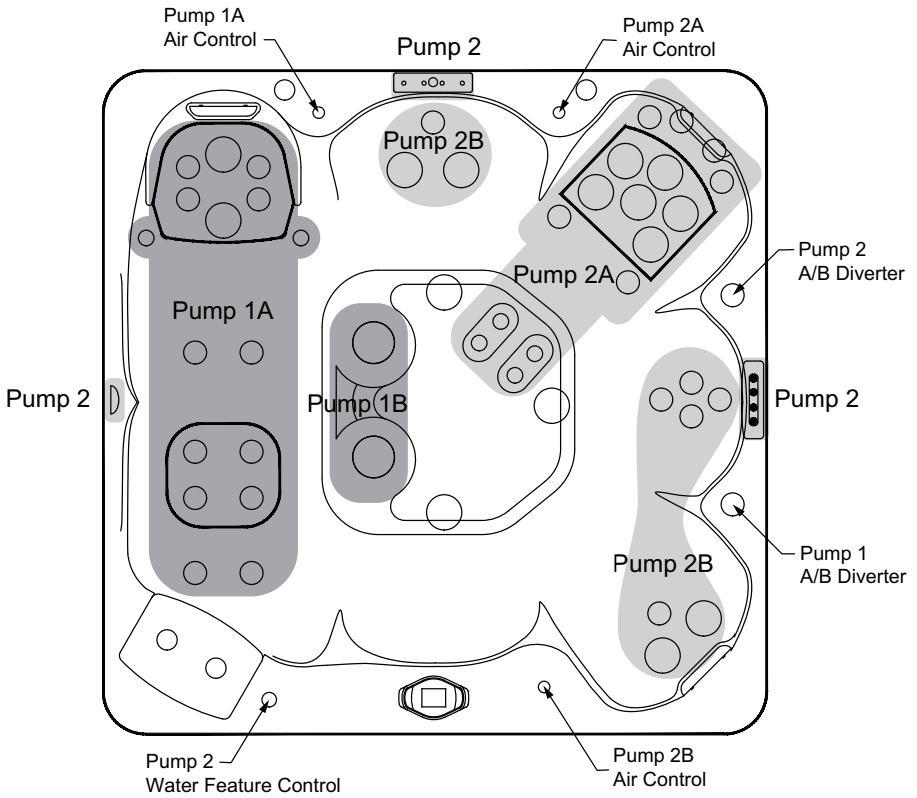 Pump 1A
Air Control
Pump 2
Pump 2A
Air Control
Pump 2B
Pump 2
A/B Diverter
Pump 2A
Pump 1A
Pump 2
Pump 1B
Pump 2
Pump 1
A/B Diverter
Pump 2B
Pump 2
Water Feature Control
Pump 2B
Air Control